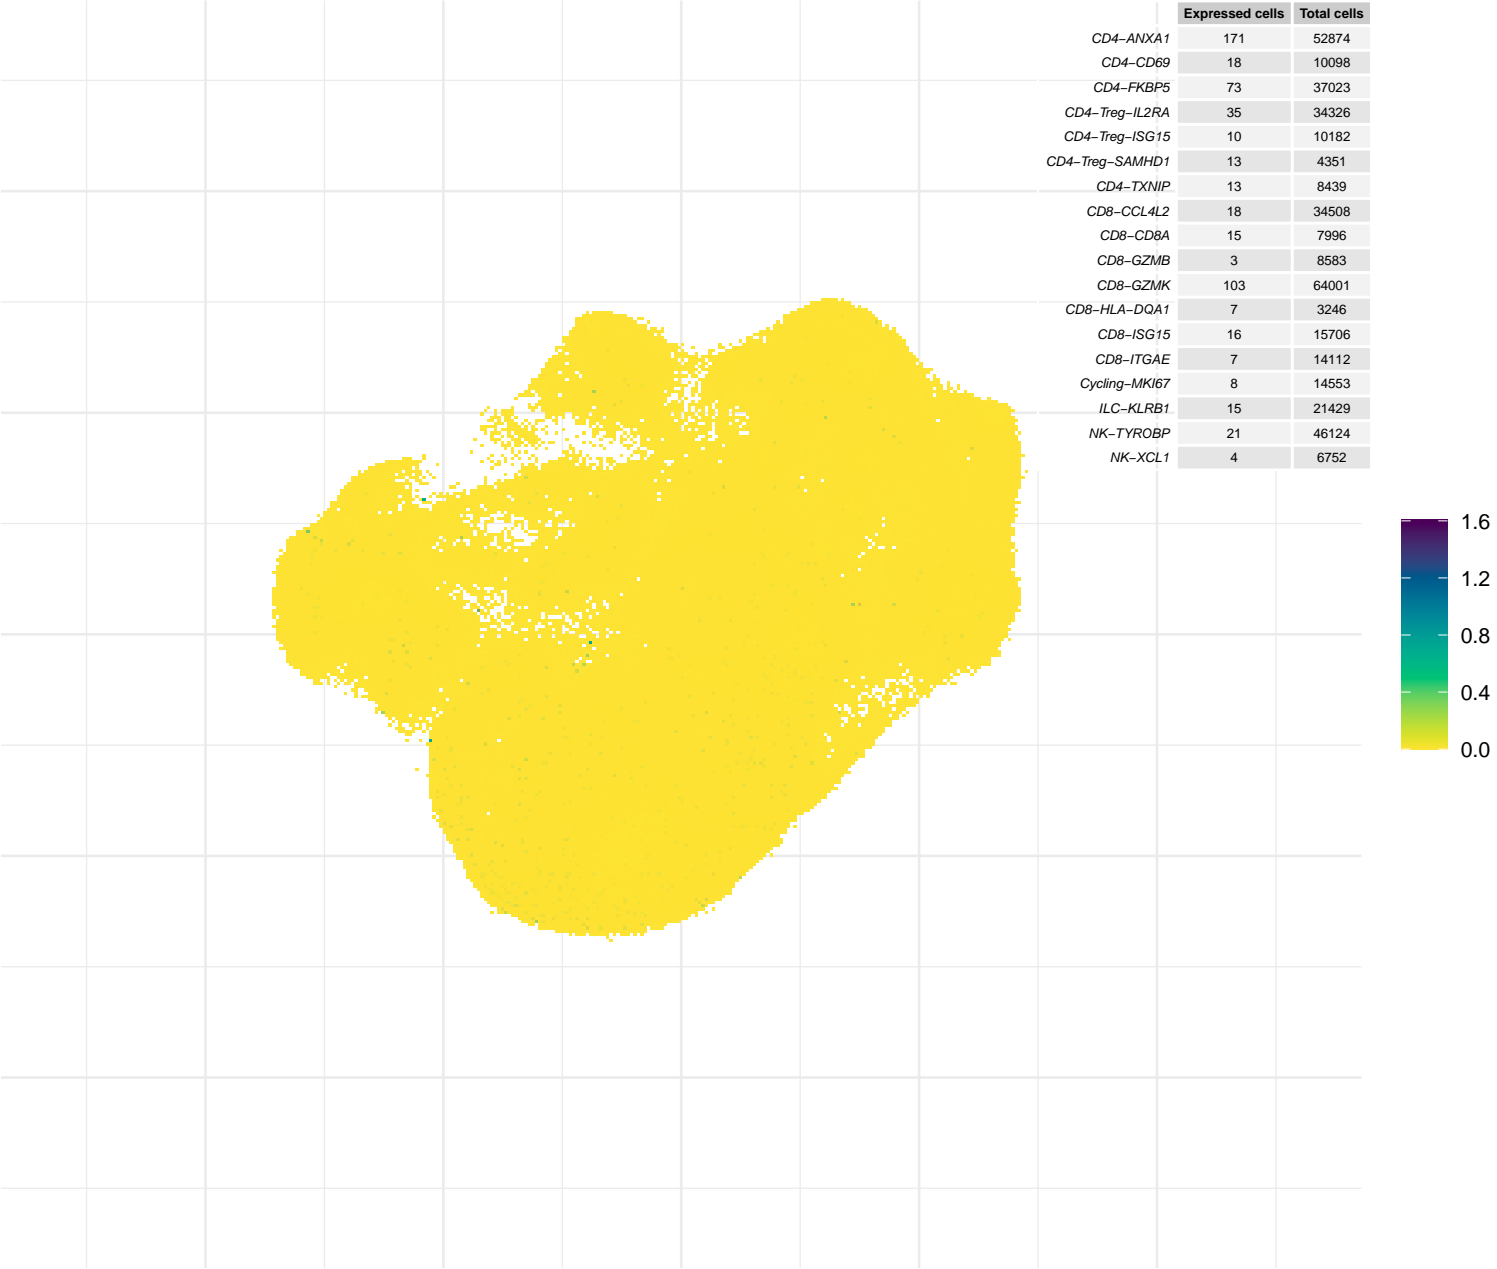 Expressed cells Total cells
CD4−ANXA1 171 52874
CD4−CD69 18 10098
CD4−FKBP5 73 37023
CD4−Treg−IL2RA 35 34326
CD4−Treg−ISG15 10 10182
CD4−Treg−SAMHD1 13 4351
CD4−TXNIP 13 8439
CD8−CCL4L2 18 34508
CD8−CD8A 15 7996
CD8−GZMB 3 8583
CD8−GZMK 103 64001
CD8−HLA−DQA1 7 3246
CD8−ISG15 16 15706
CD8−ITGAE 7 14112
Cycling−MKI67 8 14553
ILC−KLRB1 15 21429
NK−TYROBP 21 46124
NK−XCL1 4 6752
1.6
1.2
0.8
0.4
0.0